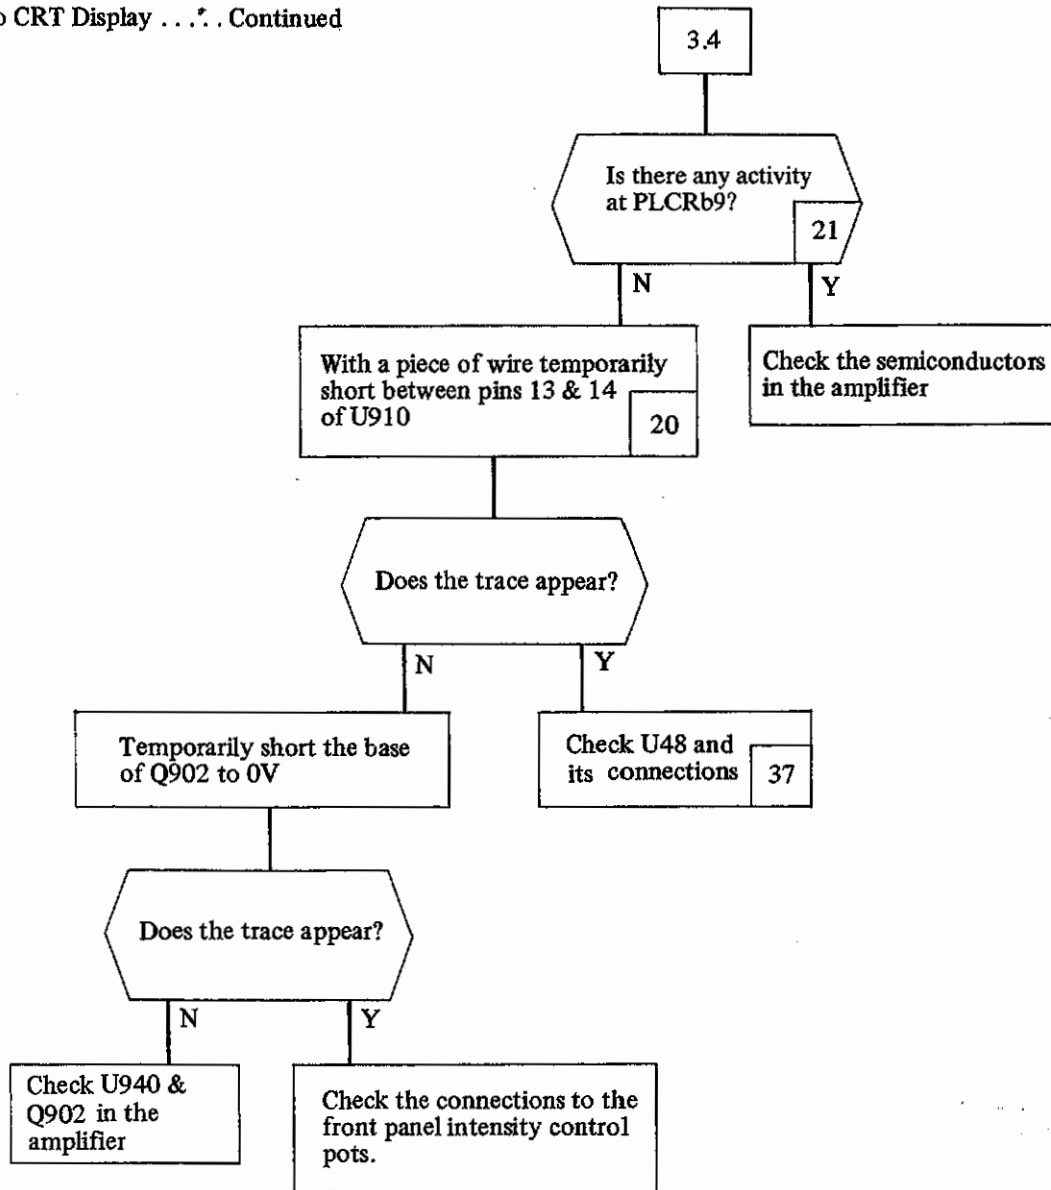 CRT Display . . . . . Continued
3.4
Is there any activity
at PLCRb9?
21
N
Y
With a piece of wire temporarily
short between pins 13 & 14
of U910
20
Check the semiconductors
in the amplifier
Does the trace appear?
N
Y
Temporarily short the base
of Q902 to 0V
Check U48 and
its connections
37
Does the trace appear?
N
Y
Check U940 &
Q902 in the
amplifier
Check the connections to the
front panel intensity control
pots.